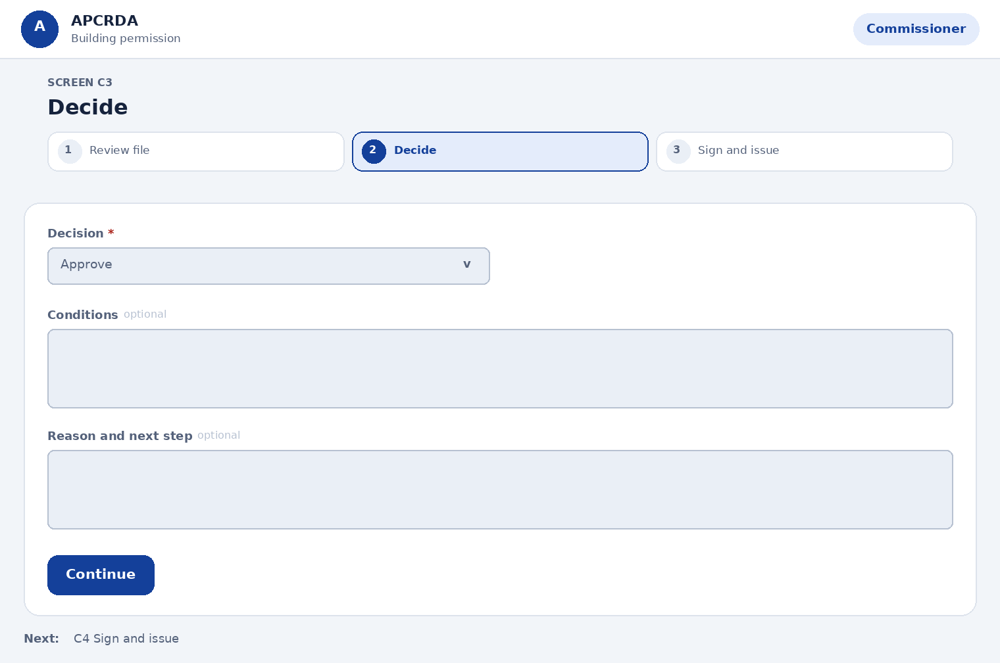 A
APCRDA
Building permission
Commissioner
SCREEN C3
Decide
1 Review file
2 Decide
3 Sign and issue
Decision *
Approve v
Conditions optional
Reason and next step optional
Continue
Next: C4 Sign and issue